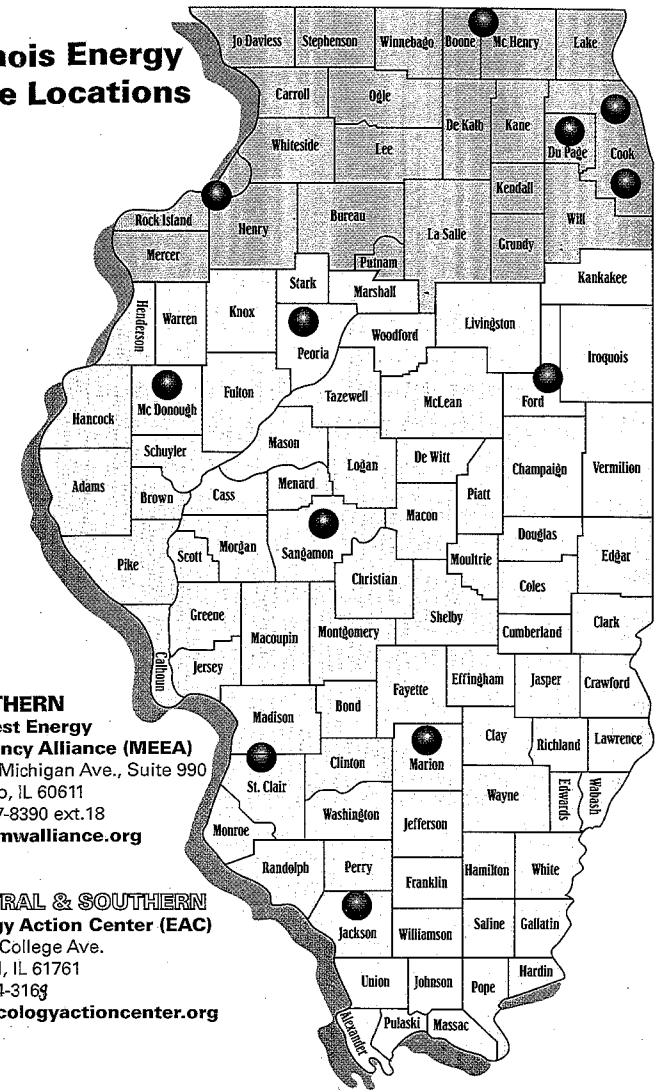 nois Energy
e Locations
Jo Daviess Stephenson Winnebago Boone Mc Henry Lake
Carroll Ogle De Kalb Kane Du Page Cook
Whiteside Lee Kendall Will
Rock Island Henry Bureau La Salle Grundy
Mercer Putnam Kankakee
Henderson Warren Knox Stark Marshall Livingston Iroquois
Peoria Woodford
Hancock Mc Donough Fulton Tazewell McLean Ford
Schuyler Mason Logan De Witt Champaign Vermilion
Adams Brown Cass Menard Piatt
Macon
Pike Scott Morgan Sangamon Christian Moultrie Douglas Edgar
Coles
Greene Macoupin Montgomery Shelby Cumberland Clark
Calhoun Jersey Fayette Effingham Jasper Crawford
Madison Bond
Clay Richland Lawrence
St. Clair Clinton Marion
Wayne Edwards Wabash
Monroe Washington Jefferson
Randolph Perry Hamilton White
Franklin
Jackson Williamson Saline Gallatin
Union Johnson Pope Hardin
Alexander Pulaski Massac
THERN
est Energy
ency Alliance (MEEA)
Michigan Ave., Suite 990
o, IL 60611
7-8390 ext.18
mwalliance.org
RAL & SOUTHERN
gy Action Center (EAC)
College Ave.
l, IL 61761
4-3168
cologyactioncenter.org